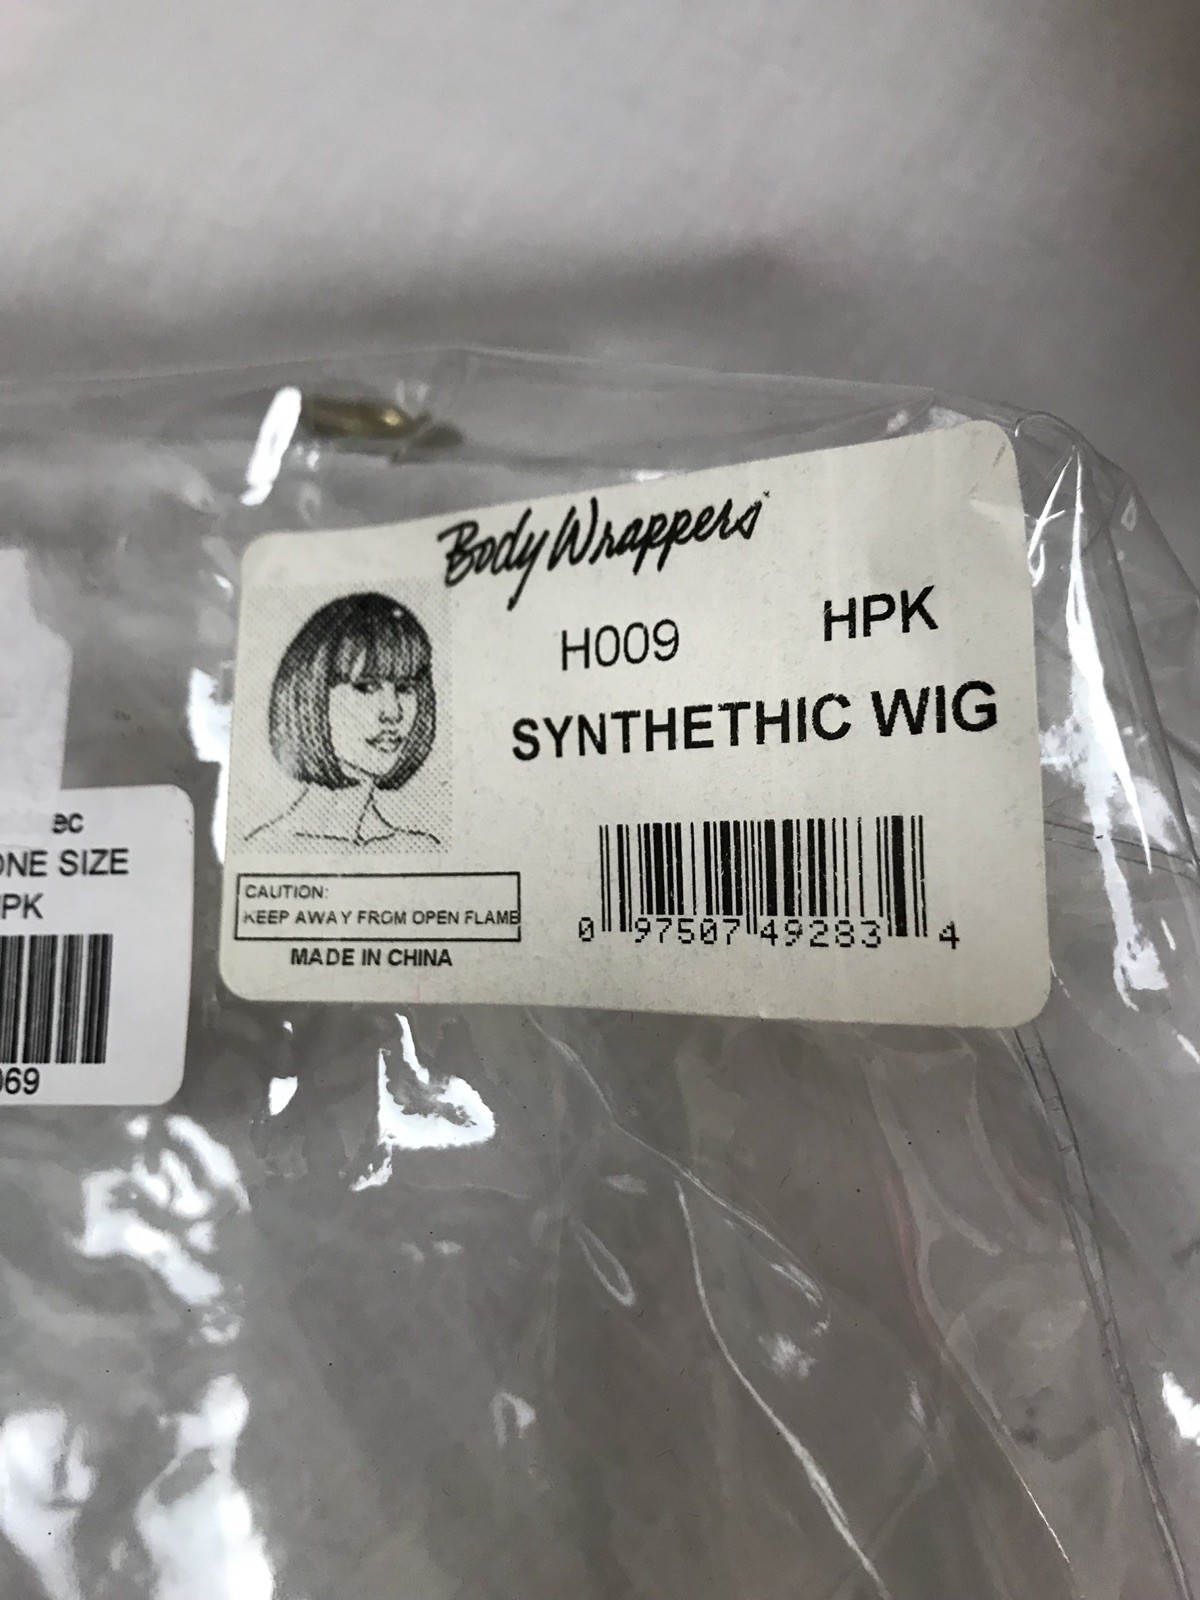 Body Wrappers
H009 HPK
SYNTHETHIC WIG
CAUTION:
KEEP AWAY FROM OPEN FLAME
MADE IN CHINA
0 97507 49283 4
ec
ONE SIZE
PK
069